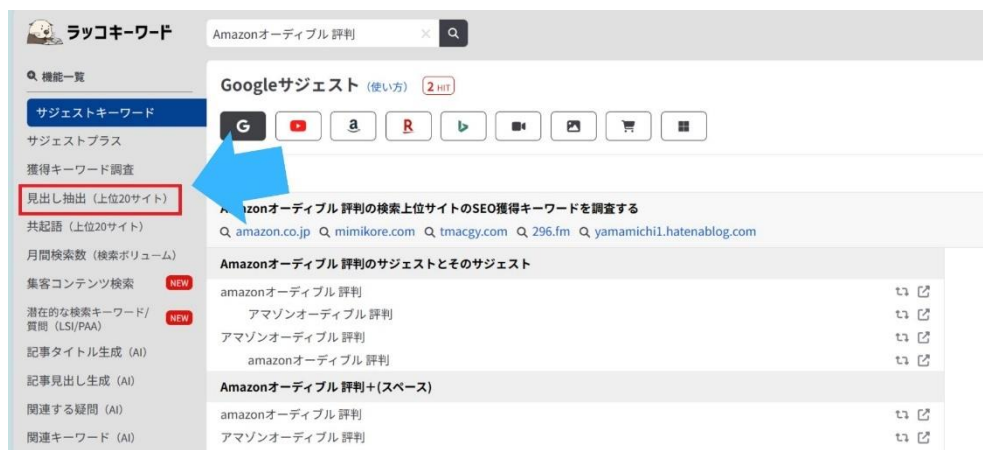 ラッコキーワード
Amazonオーディブル 評判
機能一覧
サジェストキーワード
サジェストプラス
獲得キーワード調査
見出し抽出（上位20サイト）
共起語（上位20サイト）
月間検索数（検索ボリューム）
集客コンテンツ検索 NEW
潜在的な検索キーワード/
質問（LSI/PAA） NEW
記事タイトル生成（AI）
記事見出し生成（AI）
関連する疑問（AI）
関連キーワード（AI）
Googleサジェスト（使い方） 2 HIT
G a R
Amazonオーディブル 評判の検索上位サイトのSEO獲得キーワードを調査する
amazon.co.jp mimikore.com tmacgy.com 296.fm yamamichi1.hatenablog.com
Amazonオーディブル 評判のサジェストとそのサジェスト
amazonオーディブル 評判
アマゾンオーディブル 評判
アマゾンオーディブル 評判
amazonオーディブル 評判
Amazonオーディブル 評判＋(スペース)
amazonオーディブル 評判
アマゾンオーディブル 評判